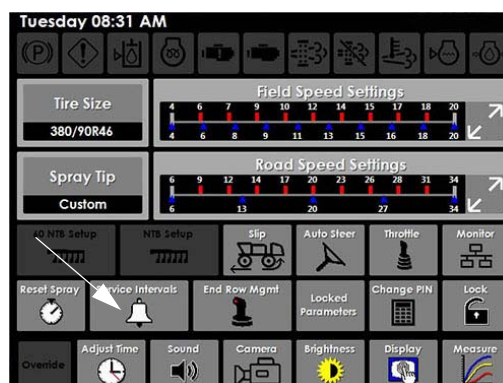 Tuesday 08:31 AM
Tire Size
380/90R46
Field Speed Settings
4 6 7 9 10 12 14 15 17 18 20
4 6 8 9 11 13 15 16 18 20
Spray Tip
Custom
Road Speed Settings
6 9 12 14 17 20 23 26 28 31 34
6 13 20 27 34
60 NTB Setup
NTB Setup
Slip
Auto Steer
Throttle
Monitor
Reset Spray
Service Intervals
End Row Mgmt
Locked
Parameters
Change PIN
Lock
Override
Adjust Time
Sound
Camera
Brightness
Display
Measure